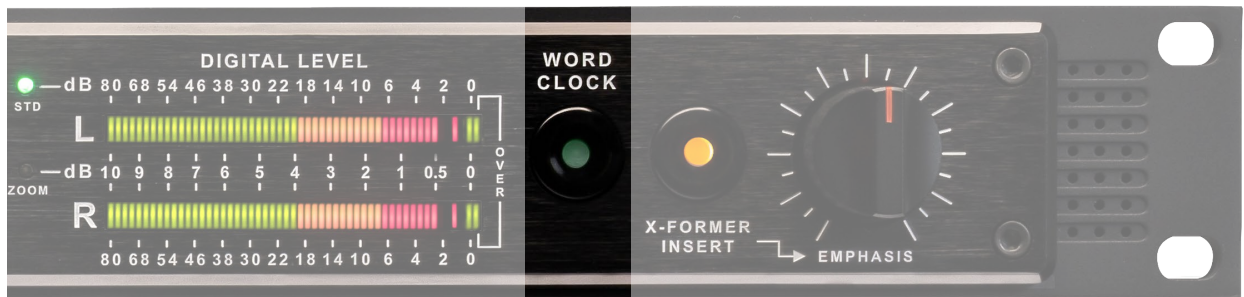 DIGITAL LEVEL
dB 80 68 54 46 38 30 22 18 14 10 6 4 2 0
STD
L
OVER
dB 10 9 8 7 6 5 4 3 2 1 0.5 0
ZOOM
R
80 68 54 46 38 30 22 18 14 10 6 4 2 0
WORD
CLOCK
X-FORMER
INSERT
EMPHASIS